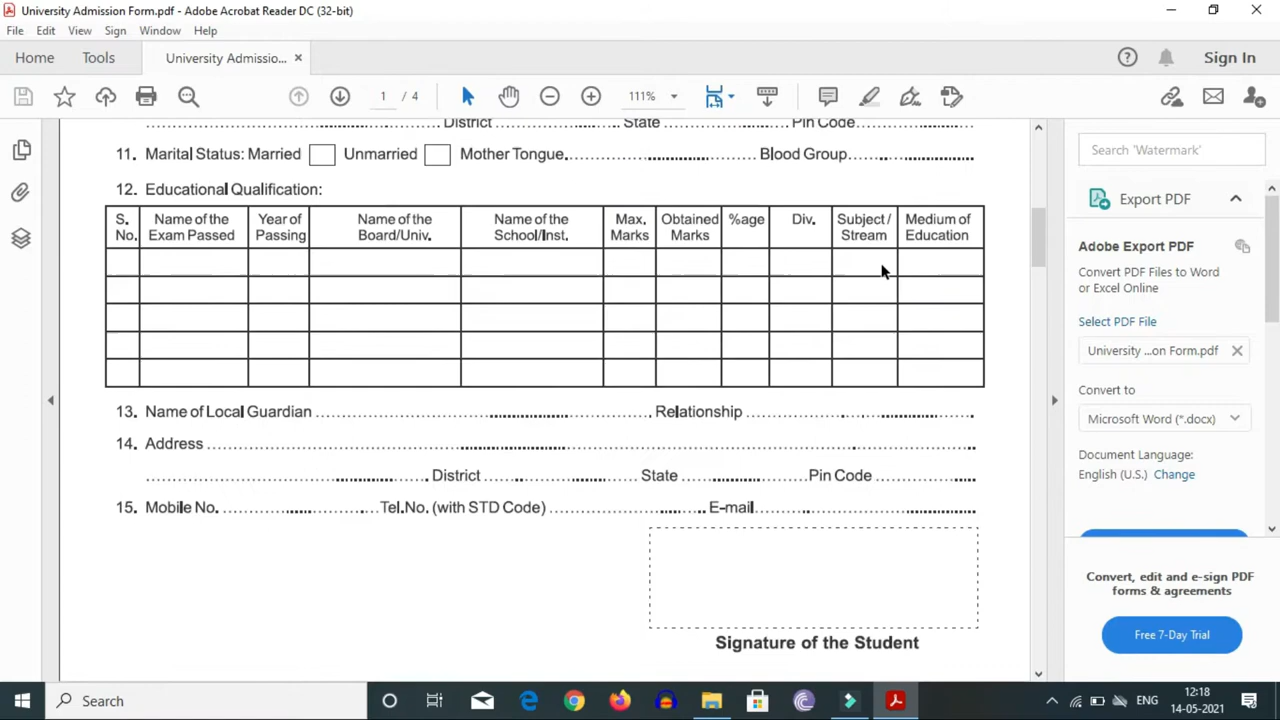 University Admission Form.pdf - Adobe Acrobat Reader DC (32-bit)
File Edit View Sign Window Help
Home Tools University Admissio... × Sign In
1 / 4 111%
District State Pin Code
11. Marital Status: Married Unmarried Mother Tongue Blood Group
12. Educational Qualification:
S. No. Name of the Exam Passed Year of Passing Name of the Board/Univ. Name of the School/Inst. Max. Marks Obtained Marks %age Div. Subject / Stream Medium of Education
13. Name of Local Guardian Relationship
14. Address
District State Pin Code
15. Mobile No. Tel.No. (with STD Code) E-mail
Signature of the Student
Search 'Watermark'
Export PDF
Adobe Export PDF
Convert PDF Files to Word
or Excel Online
Select PDF File
University ...on Form.pdf
Convert to
Microsoft Word (*.docx)
Document Language:
English (U.S.) Change
Convert, edit and e-sign PDF
forms & agreements
Free 7-Day Trial
Search
ENG
12:18
14-05-2021